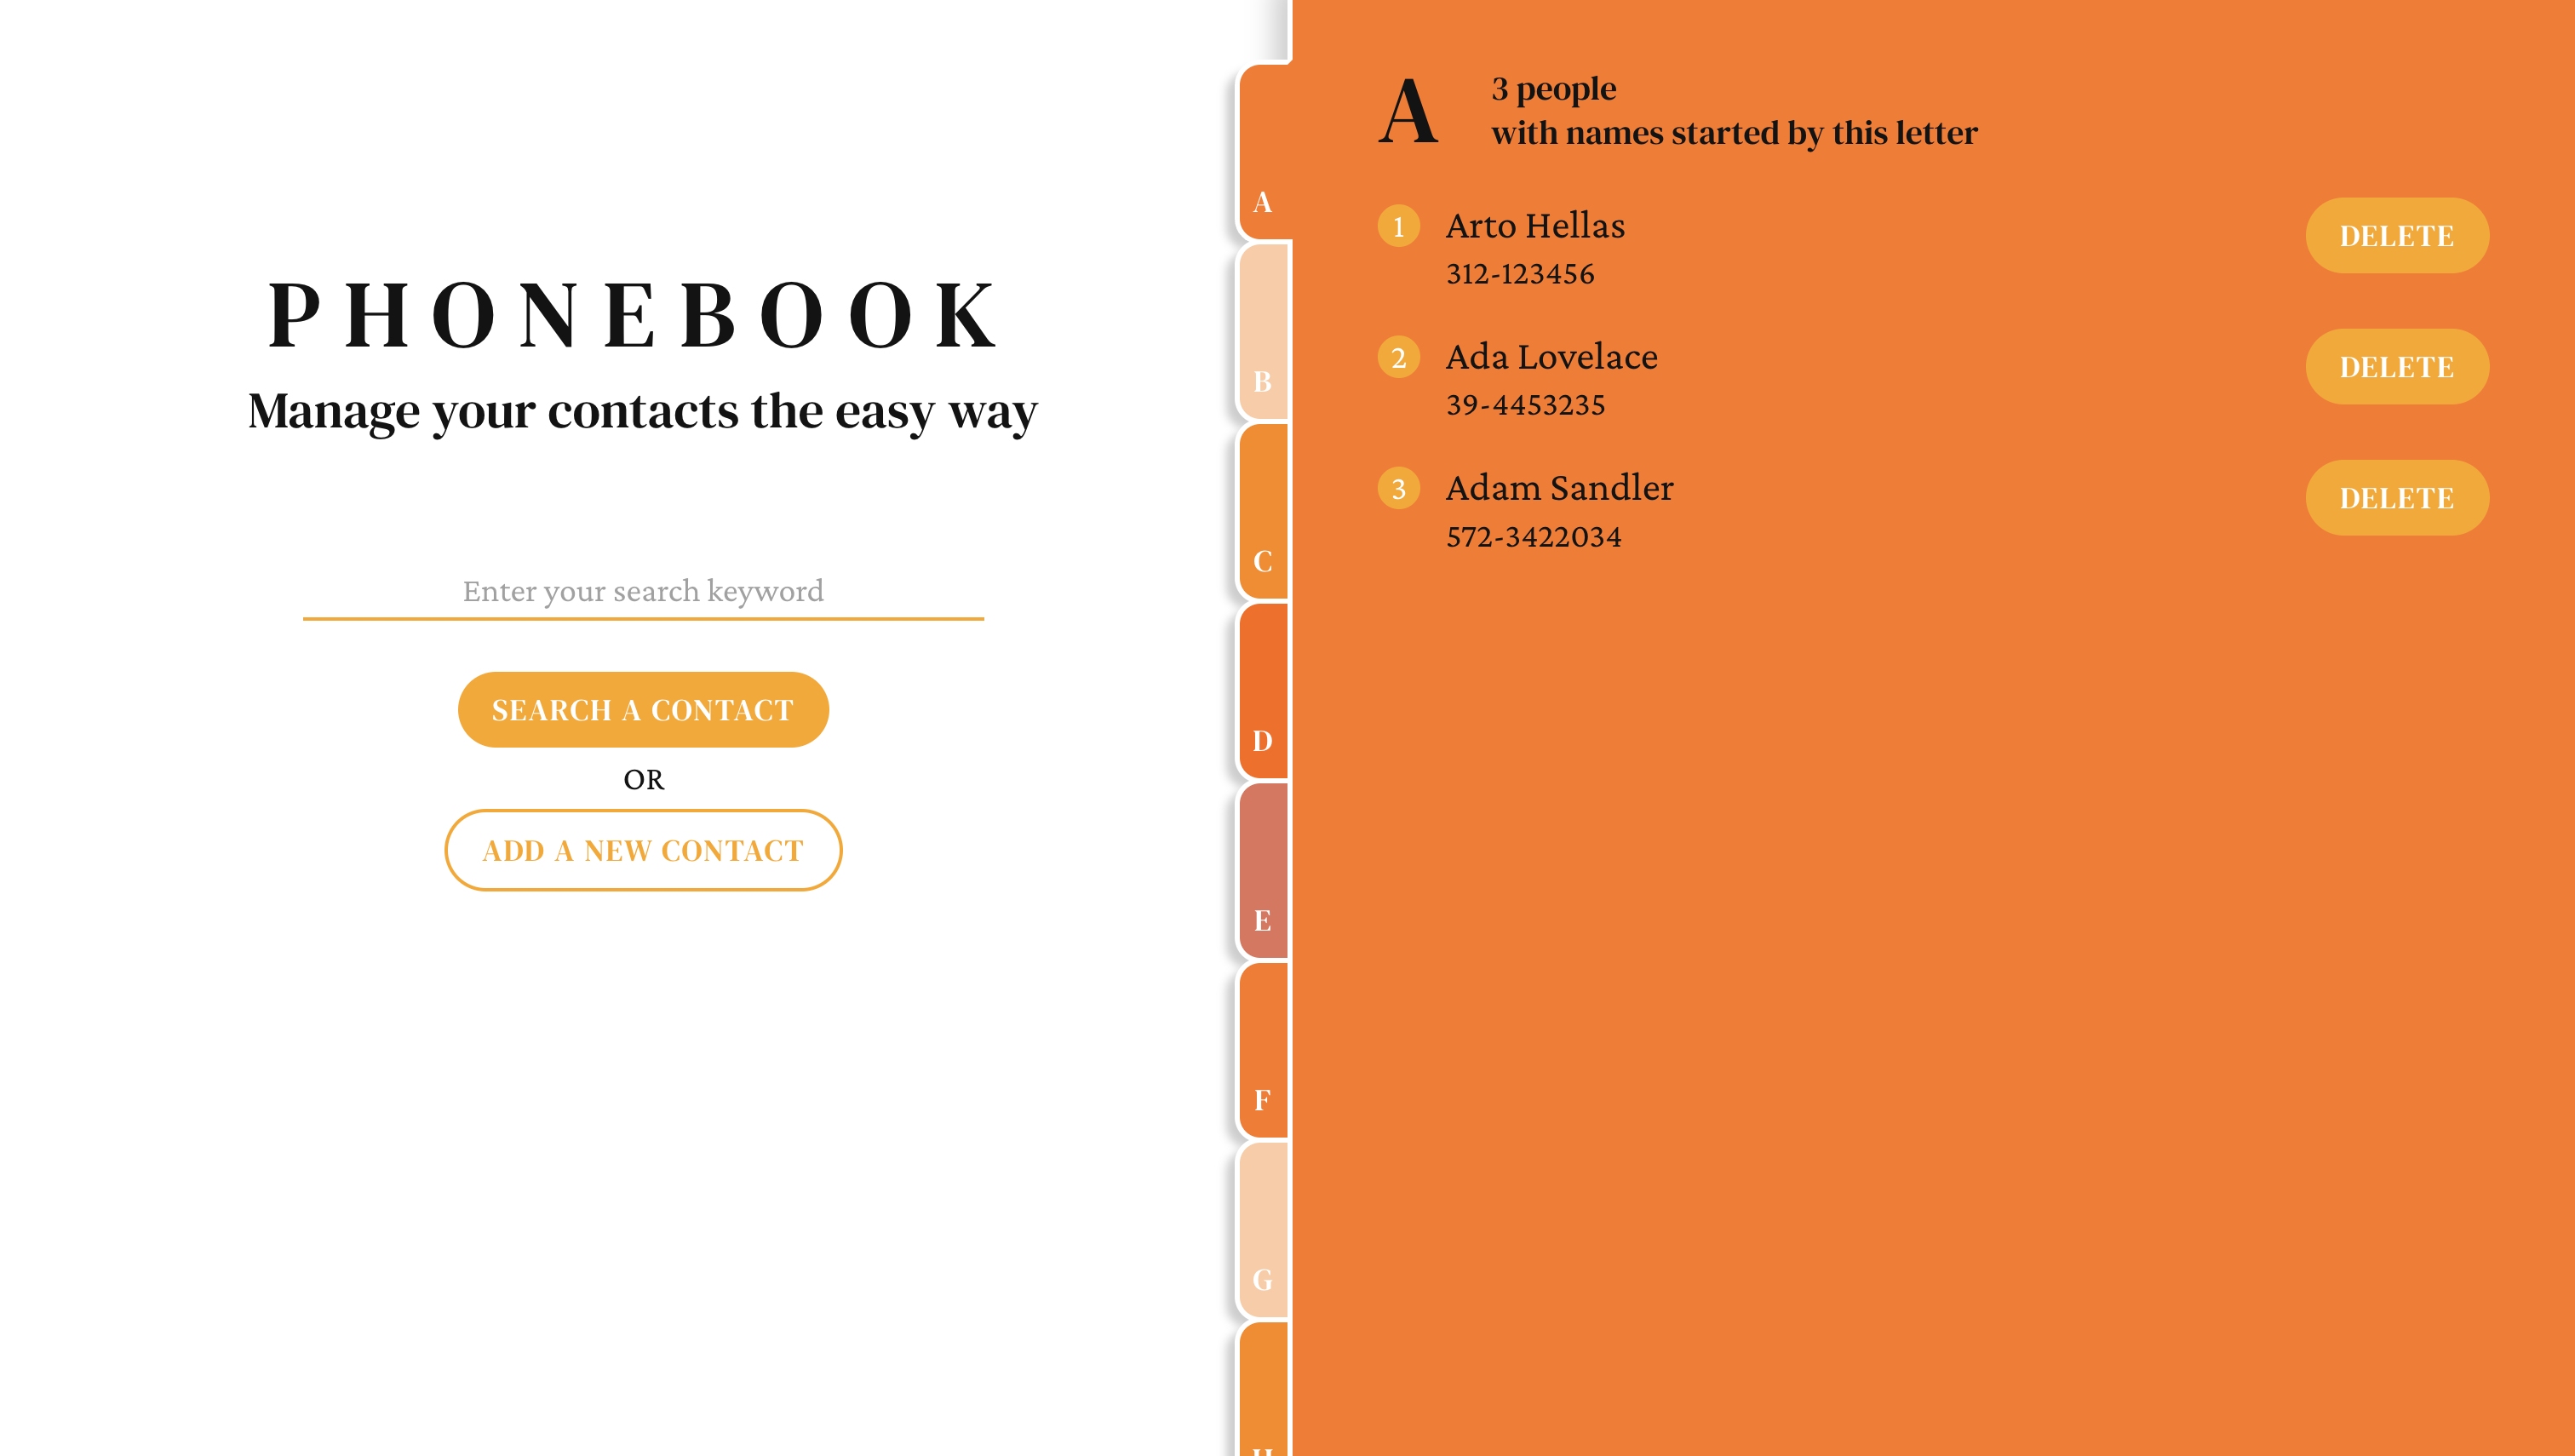 PHONEBOOK
Manage your contacts the easy way
Enter your search keyword
SEARCH A CONTACT
OR
ADD A NEW CONTACT
A
B
C
D
E
F
G
A
3 people
with names started by this letter
1 Arto Hellas
312-123456
DELETE
2 Ada Lovelace
39-4453235
DELETE
3 Adam Sandler
572-3422034
DELETE